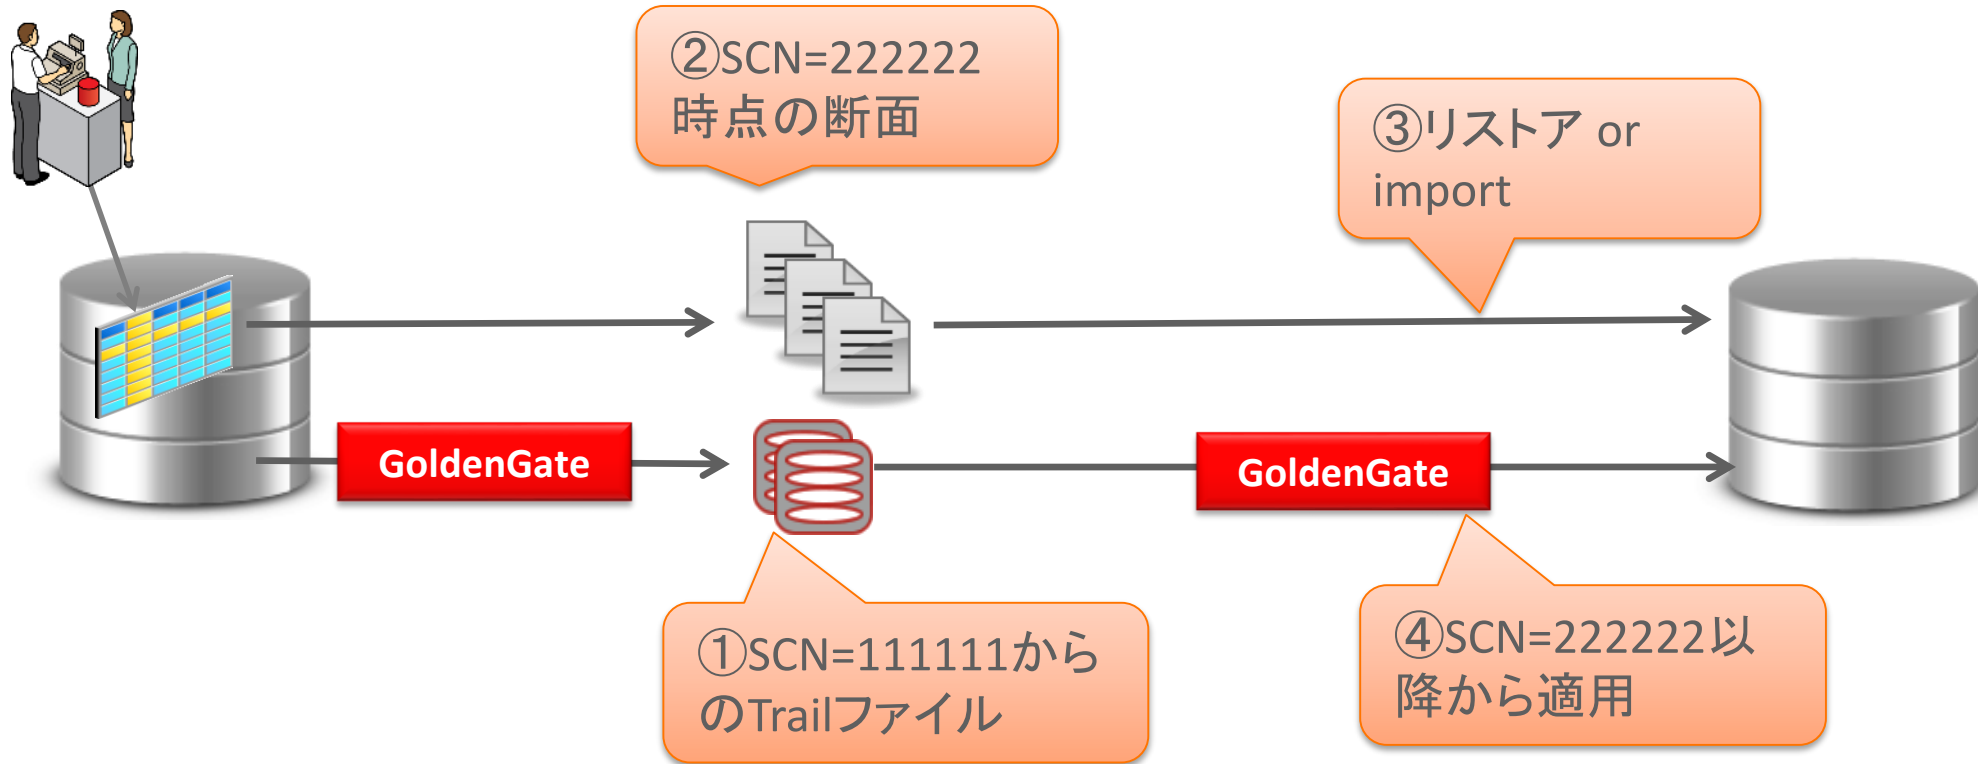 ②SCN=222222
時点の断面
③リストア or
import
GoldenGate
GoldenGate
①SCN=111111から
のTrailファイル
④SCN=222222以
降から適用